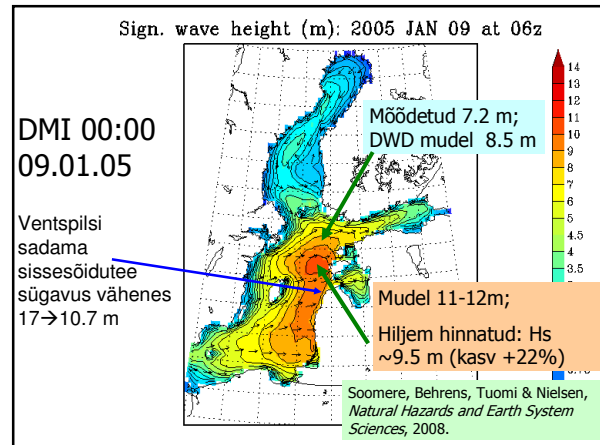 Sign. wave height (m): 2005 JAN 09 at 06z
DMI 00:00
09.01.05
Ventspilsi
sadama
sissesõidutee
sügavus vähenes
17→10.7 m
Mõõdetud 7.2 m;
DWD mudel 8.5 m
14
13
12
11
10
9
8
7
6
5
4
3.5
3
Mudel 11-12m;
Hiljem hinnatud: Hs
~9.5 m (kasv +22%)
Soomere, Behrens, Tuomi & Nielsen,
Natural Hazards and Earth System
Sciences, 2008.